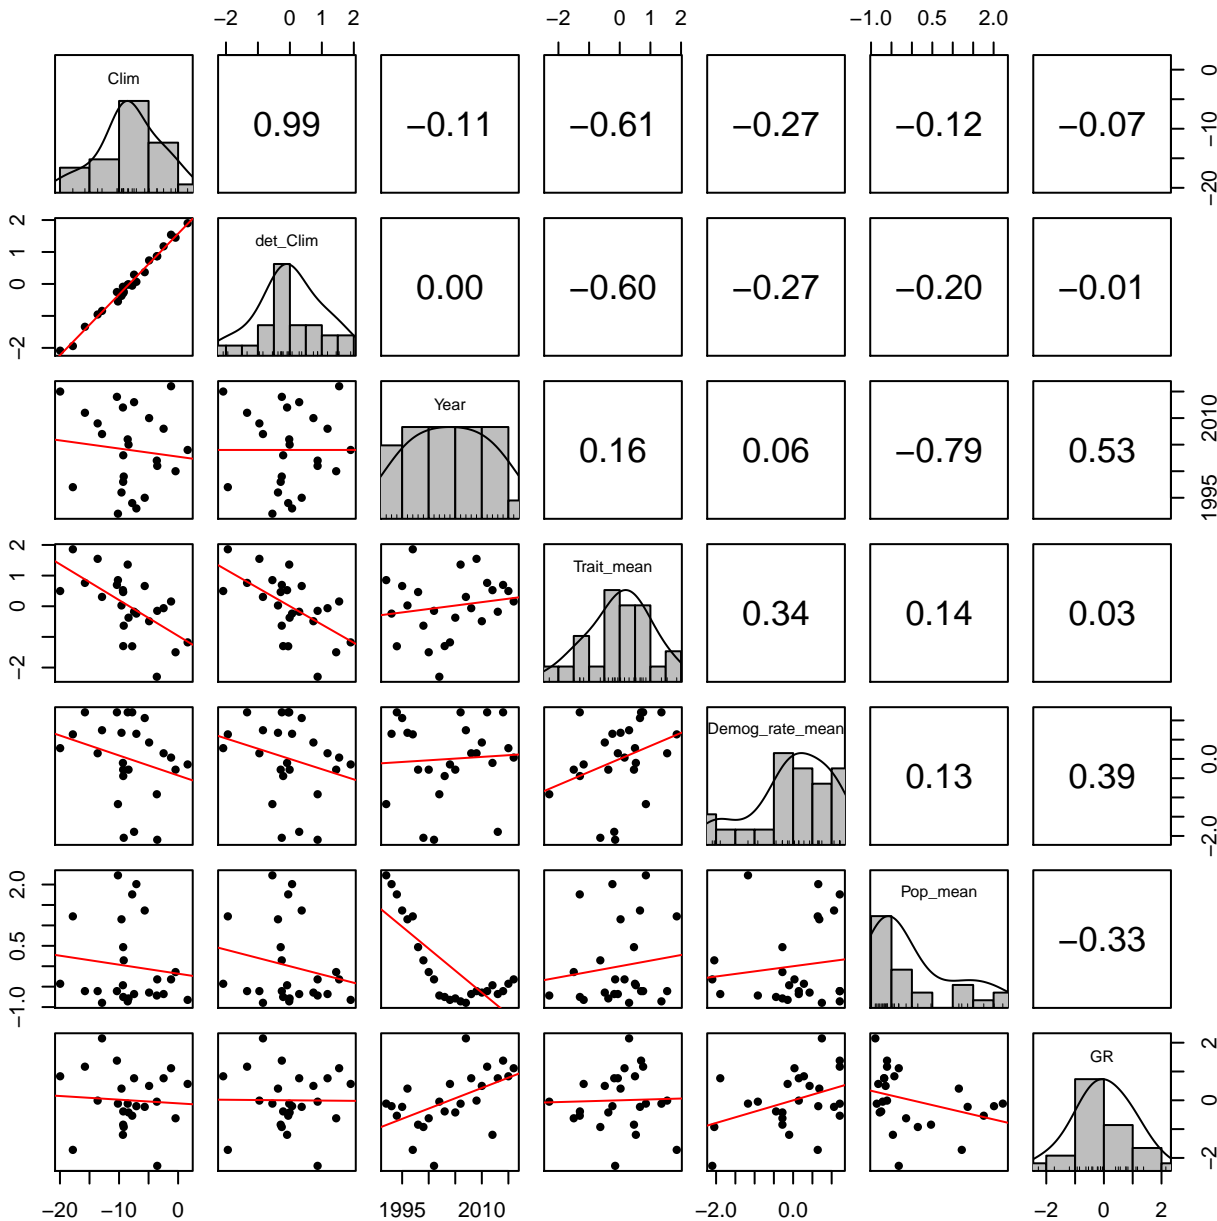 −2 0 1 2 −2 0 1 2 −1.0 0.5 2.0
Clim 0.99 −0.11 −0.61 −0.27 −0.12 −0.07 −20 −10 0
−2 0 1 2 det_Clim 0.00 −0.60 −0.27 −0.20 −0.01
Year 0.16 0.06 −0.79 0.53 1995 2010
−2 0 1 2 Trait_mean 0.34 0.14 0.03
Demog_rate_mean 0.13 0.39 −2.0 0.0
−1.0 0.5 2.0 Pop_mean −0.33
GR −2 0 2
−20 −10 0 1995 2010 −2.0 0.0 −2 0 2